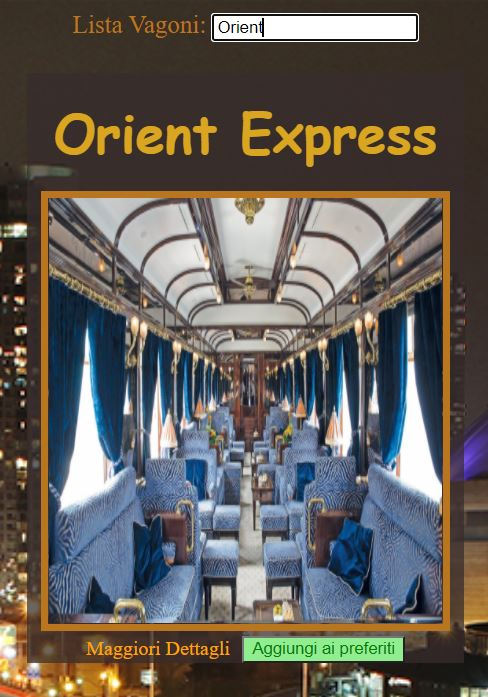 Lista Vagoni: Orient
Orient Express
Maggiori Dettagli Aggiungi ai preferiti